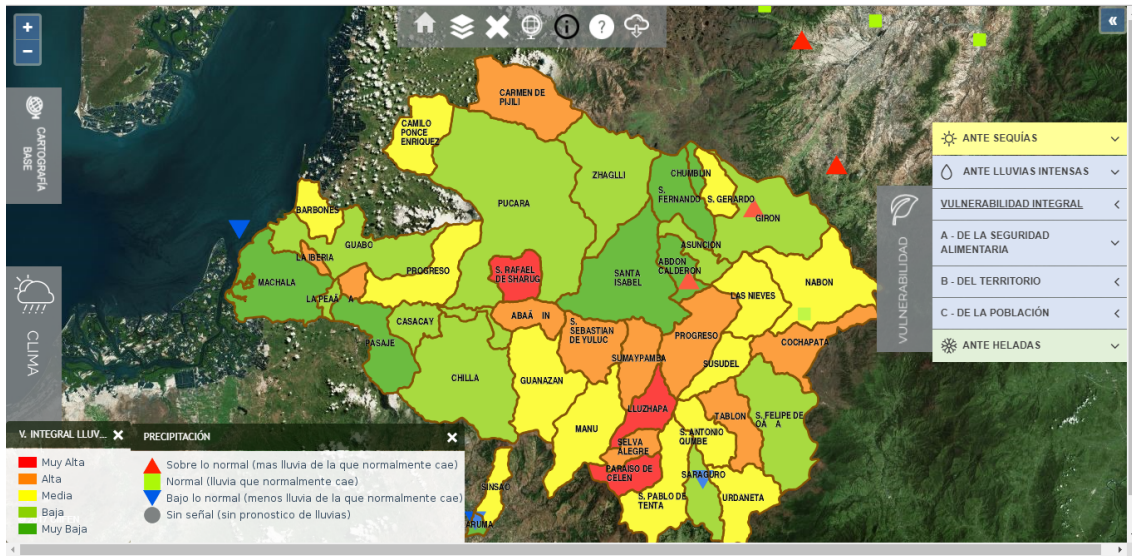 +
−
i
?
«
CARTOGRAFÍA
BASE
CLIMA
VULNERABILIDAD
ANTE SEQUÍAS
ANTE LLUVIAS INTENSAS
VULNERABILIDAD INTEGRAL
A - DE LA SEGURIDAD
ALIMENTARIA
B - DEL TERRITORIO
C - DE LA POBLACIÓN
ANTE HELADAS
CARMEN DE
PIJILI
CAMILO
PONCE
ENRIQUEZ
ZHAGLLI
CHUMBLIN
S.
FERNANDO
S. GERARDO
GIRON
PUCARA
BARBONES
GUABO
LA IBERIA
PROGRESO
ASUNCION
ABDON
CALDERON
S. RAFAEL
DE SHARUG
SANTA
ISABEL
MACHALA
LA PEAÃ A
LAS NIEVES
NABON
ABAÃ IN
CASACAY
PASAJE
S.
SEBASTIAN
DE YULUC
PROGRESO
COCHAPATA
SUMAYPAMBA
SUSUDEL
CHILLA
GUANAZAN
LLUZHAPA
TABLON
S. FELIPE DE
OÃ A
MANU
S. ANTONIO
QUMBE
SELVA
ALEGRE
PARAISO DE
CELEN
SARAGURO
SINSAO
S. PABLO DE
TENTA
URDANETA
ARUMA
V. INTEGRAL LLUV... ✕
Muy Alta
Alta
Media
Baja
Muy Baja
PRECIPITACIÓN ✕
Sobre lo normal (mas lluvia de la que normalmente cae)
Normal (lluvia que normalmente cae)
Bajo lo normal (menos lluvia de la que normalmente cae)
Sin señal (sin pronostico de lluvias)